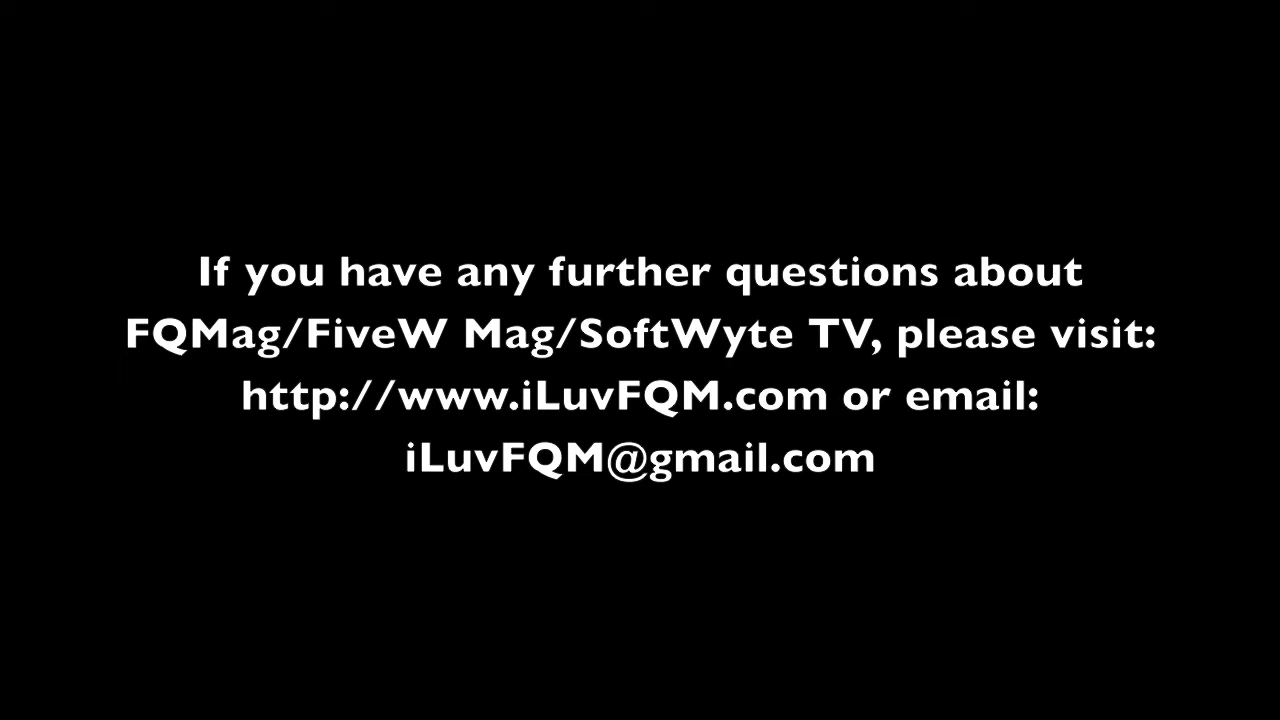 If you have any further questions about
FQMag/FiveW Mag/SoftWyte TV, please visit:
http://www.iLuvFQM.com or email:
iLuvFQM@gmail.com